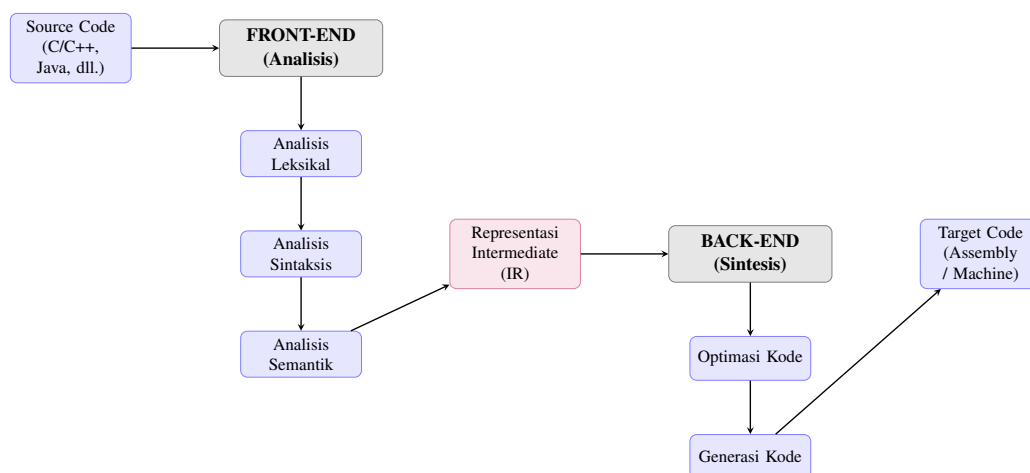 Source Code
(C/C++,
Java, dll.)
FRONT-END
(Analisis)
Analisis
Leksikal
Analisis
Sintaksis
Analisis
Semantik
Representasi
Intermediate
(IR)
BACK-END
(Sintesis)
Optimasi Kode
Generasi Kode
Target Code
(Assembly
/ Machine)